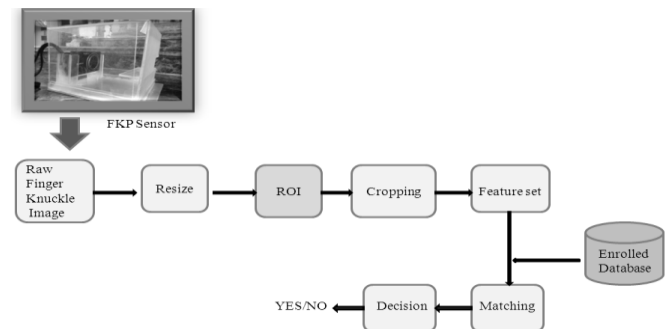 FKP Sensor
Raw
Finger
Knuckle
Image
Resize
ROI
Cropping
Feature set
Enrolled
Database
YES/NO
Decision
Matching